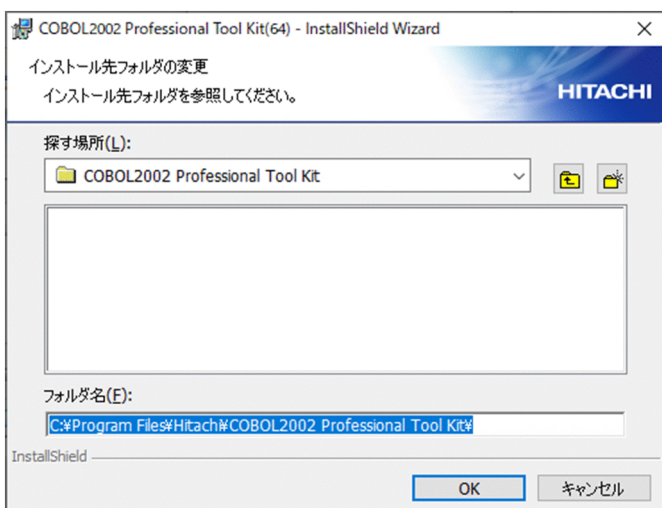 COBOL2002 Professional Tool Kit(64) - InstallShield Wizard
インストール先フォルダの変更
インストール先フォルダを参照してください。
HITACHI
探す場所(L):
COBOL2002 Professional Tool Kit
フォルダ名(F):
C:¥Program Files¥Hitachi¥COBOL2002 Professional Tool Kit¥
InstallShield
OK
キャンセル